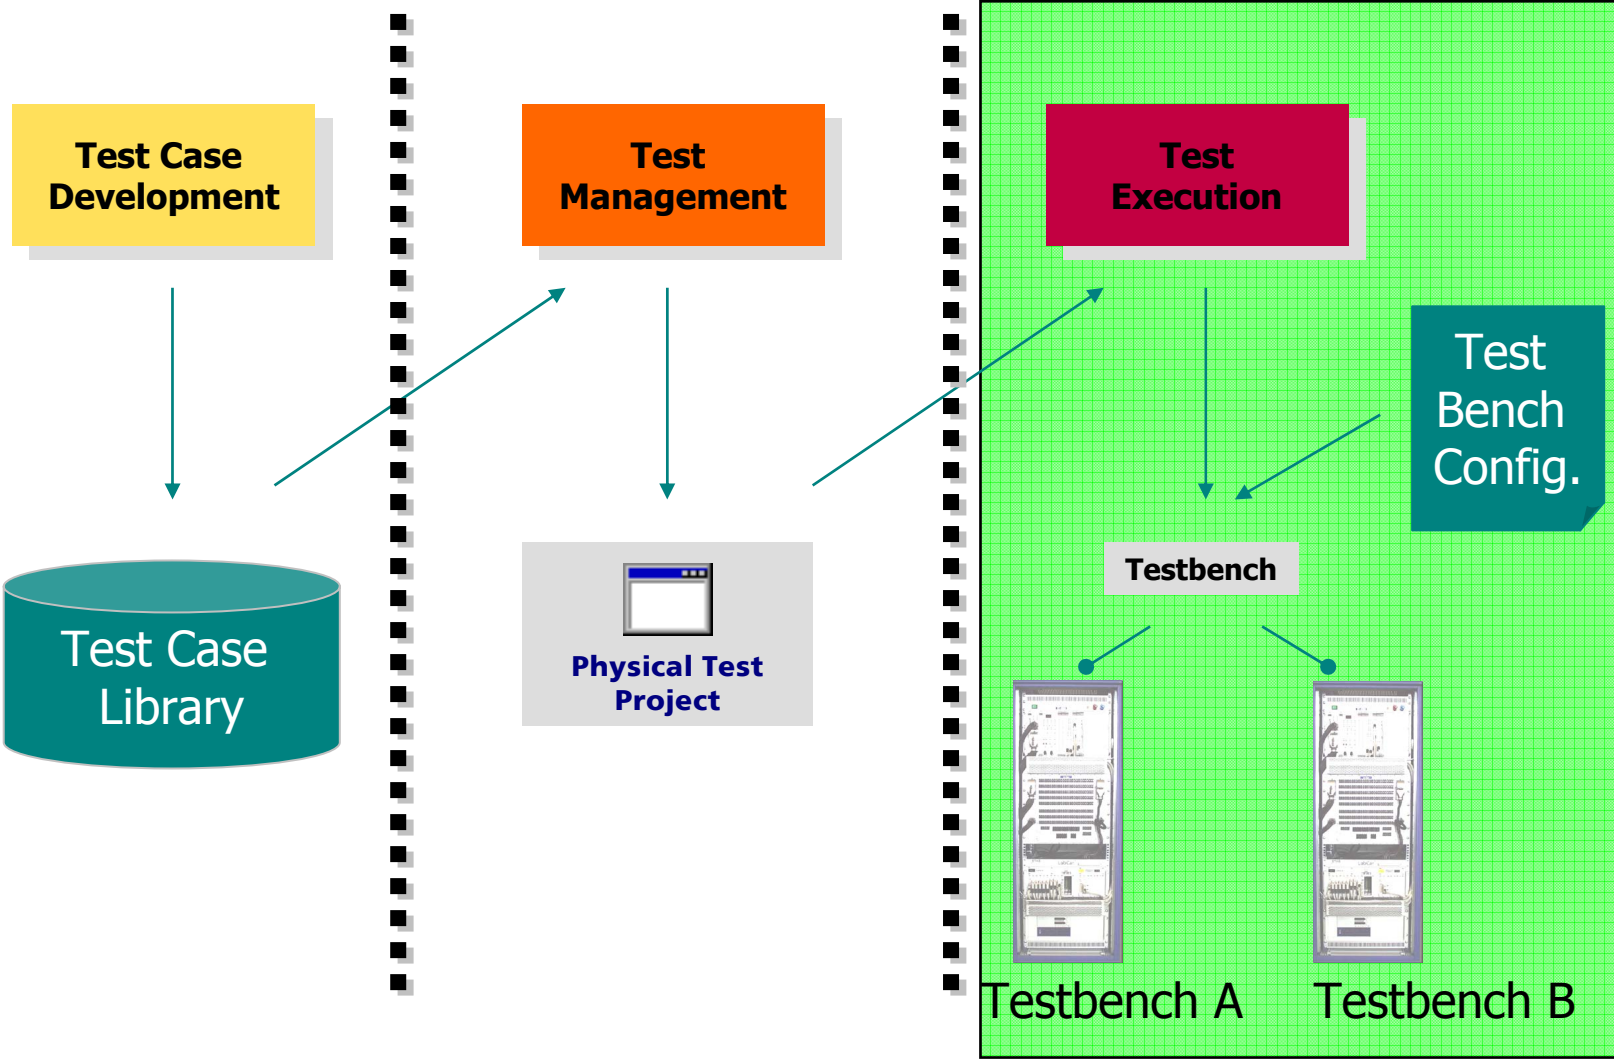 Test Case
Development
Test
Management
Test
Execution
Test
Bench
Config.
Testbench
Test Case
Library
Physical Test
Project
Testbench A
Testbench B